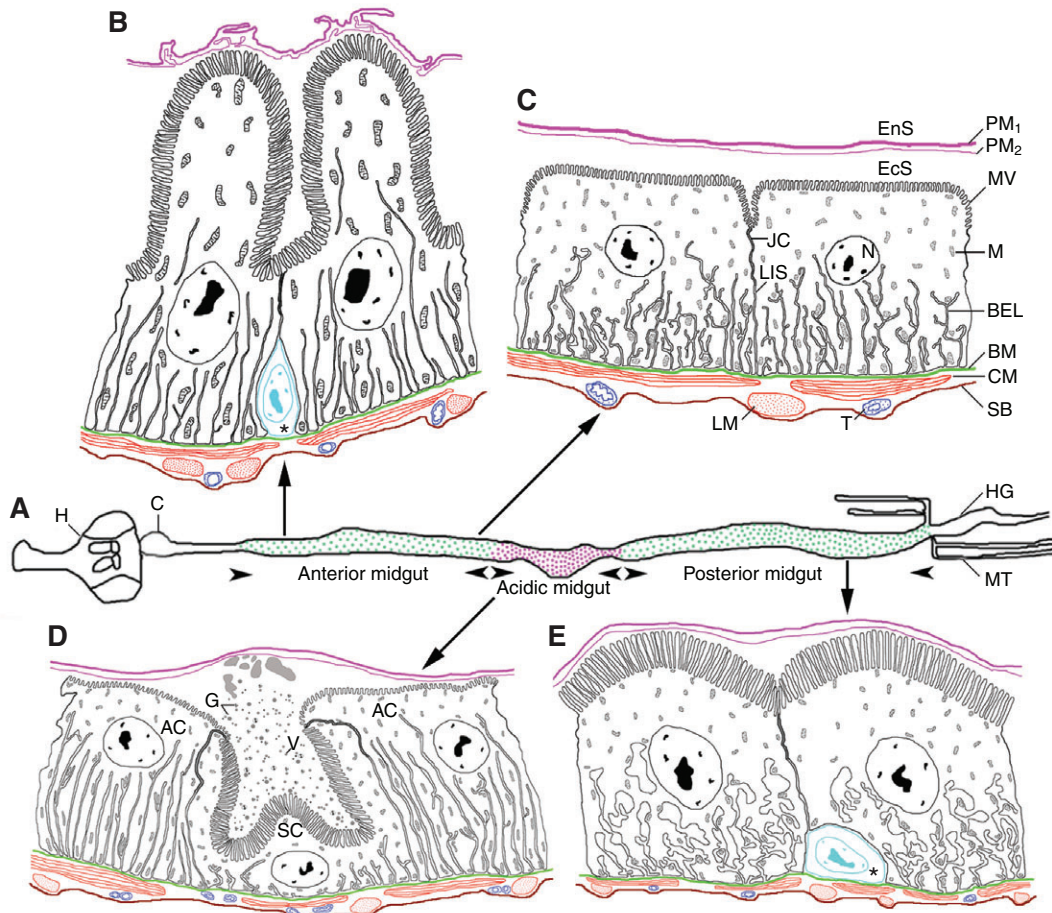 B
C
EnS
PM1
PM2
EcS
MV
JC
N
M
LIS
BEL
BM
CM
SB
LM
T
*
A
H
C
HG
Anterior midgut
Acidic midgut
Posterior midgut
MT
D
E
G
AC
AC
V
SC
*